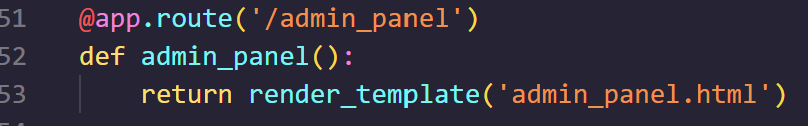 51 @app.route('/admin_panel')
52 def admin_panel():
53     return render_template('admin_panel.html')